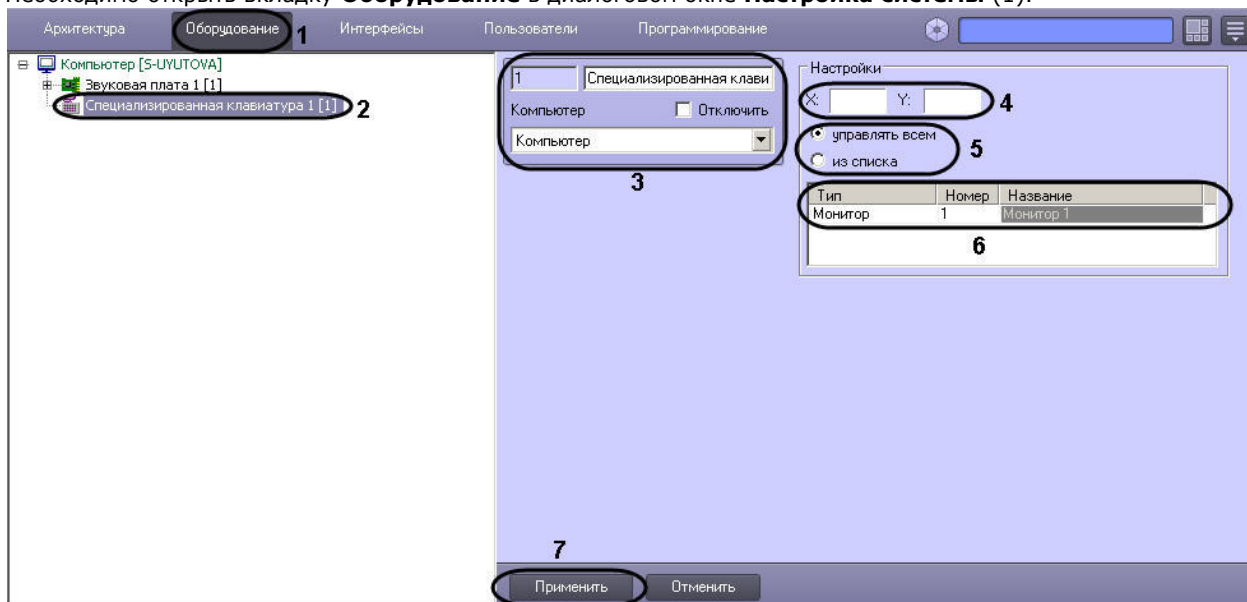 необходимо открыть вкладку Оборудование в диалоговом окне Настройка системы (1).
Архитектура Оборудование 1 Интерфейсы Пользователи Программирование
Компьютер [S-UYUTOVA]
Звуковая плата 1 [1]
Специализированная клавиатура 1 [1] 2
1 Специализированная клави
Компьютер Отключить
Компьютер
3
Настройки
X: Y: 4
управлять всем
из списка
5
Тип Номер Название
Монитор 1 Монитор 1
6
7
Применить Отменить